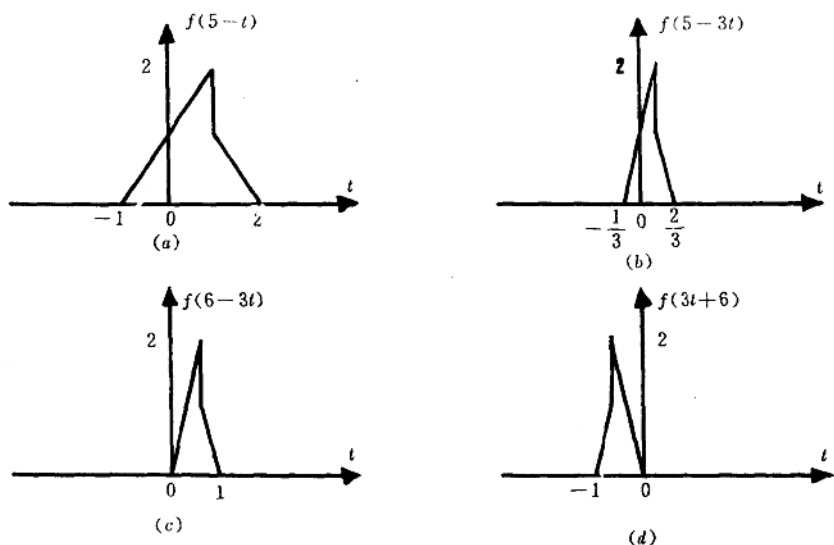 f(5-t)
2
t
-1 0 2
(a)
f(5-3t)
2
t
-1/3 0 2/3
(b)
f(6-3t)
2
t
0 1
(c)
f(3t+6)
2
t
-1 0
(d)